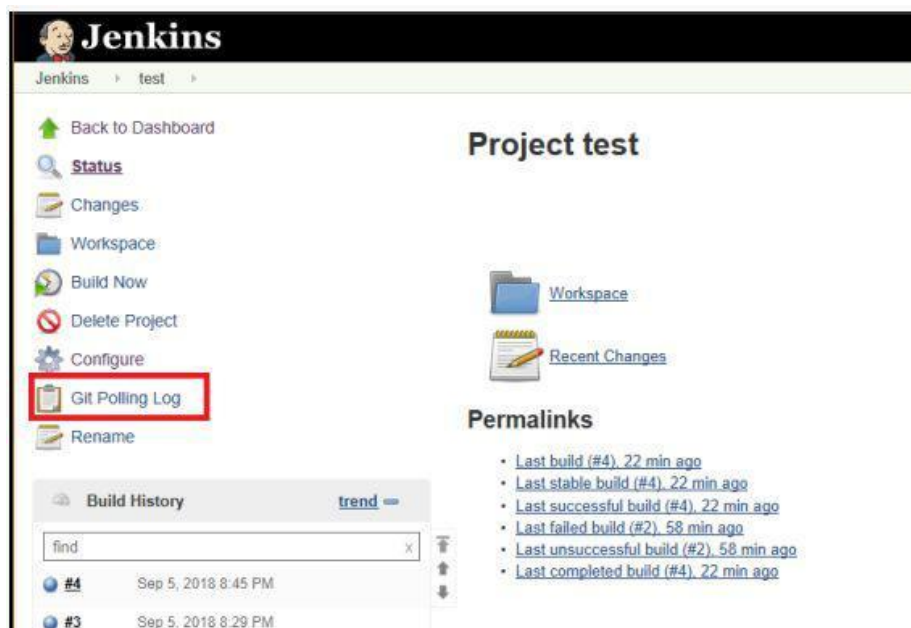 Jenkins
Jenkins test
Back to Dashboard
Status
Changes
Workspace
Build Now
Delete Project
Configure
Git Polling Log
Rename
Build History trend
find x
#4 Sep 5, 2018 8:45 PM
#3 Sep 5, 2018 8:29 PM
Project test
Workspace
Recent Changes
Permalinks
Last build (#4), 22 min ago
Last stable build (#4), 22 min ago
Last successful build (#4), 22 min ago
Last failed build (#2), 58 min ago
Last unsuccessful build (#2), 58 min ago
Last completed build (#4), 22 min ago